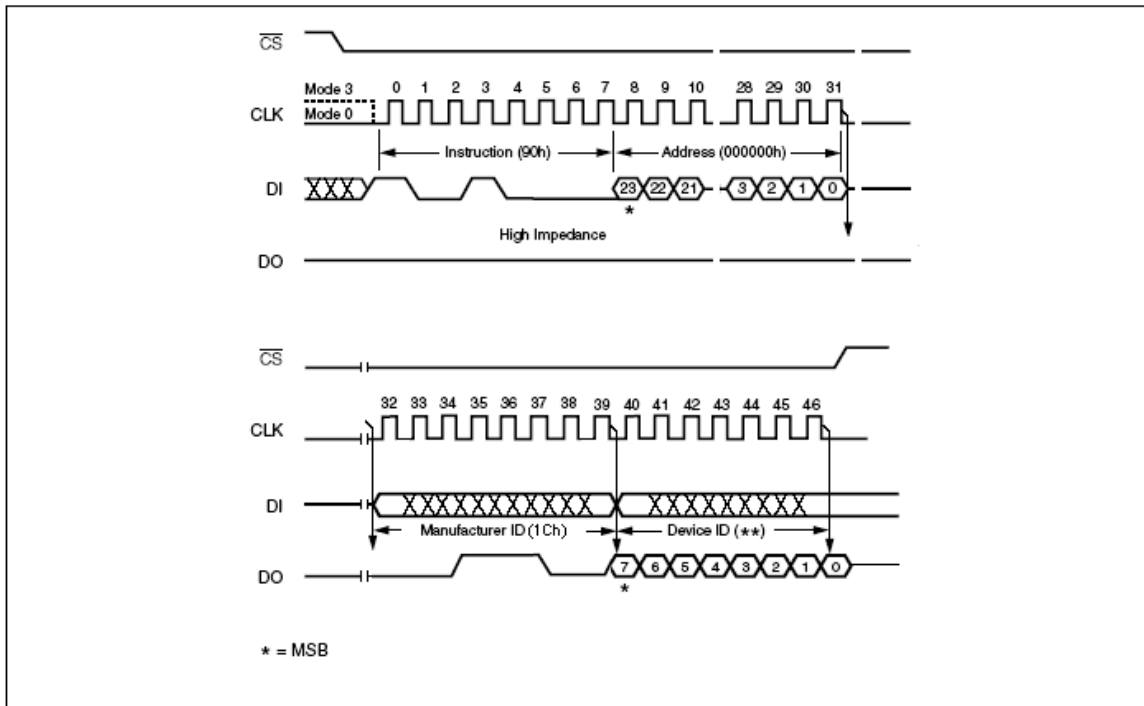 CS
Mode 3
0 1 2 3 4 5 6 7 8 9 10 28 29 30 31
CLK
Mode 0
Instruction (90h)
Address (000000h)
DI
23 22 21 3 2 1 0
*
High Impedance
DO
CS
32 33 34 35 36 37 38 39 40 41 42 43 44 45 46
CLK
DI
Manufacturer ID (1Ch)
Device ID (**)
DO
7 6 5 4 3 2 1 0
*
* = MSB